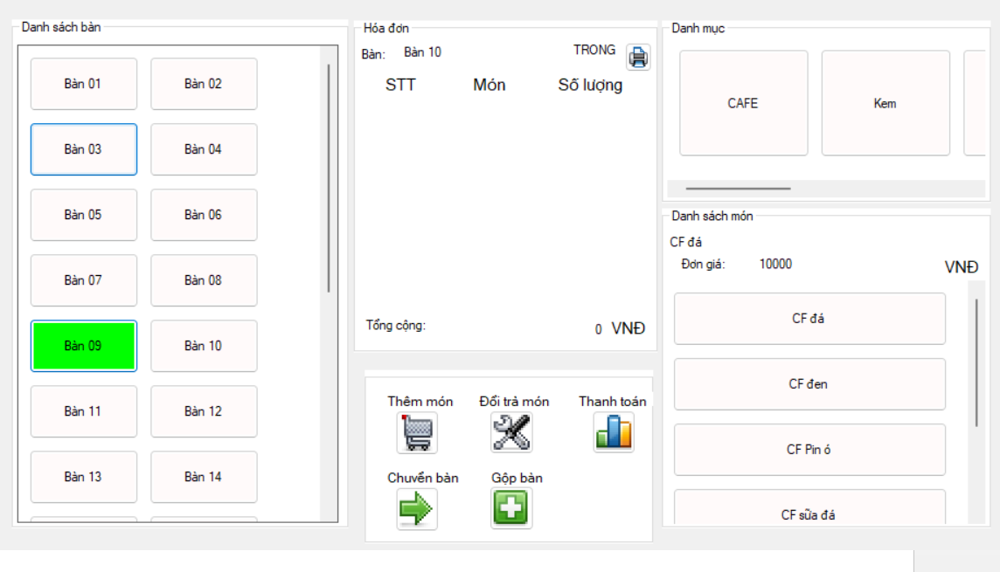 Danh sách bàn
Bàn 01 Bàn 02
Bàn 03 Bàn 04
Bàn 05 Bàn 06
Bàn 07 Bàn 08
Bàn 09 Bàn 10
Bàn 11 Bàn 12
Bàn 13 Bàn 14
Hóa đơn
Bàn: Bàn 10 TRONG
STT Món Số lượng
Tổng cộng: 0 VNĐ
Thêm món Đổi trả món Thanh toán
Chuyển bàn Gộp bàn
Danh mục
CAFE Kem
Danh sách món
CF đá
Đơn giá: 10000 VNĐ
CF đá
CF đen
CF Pin ó
CF sữa đá